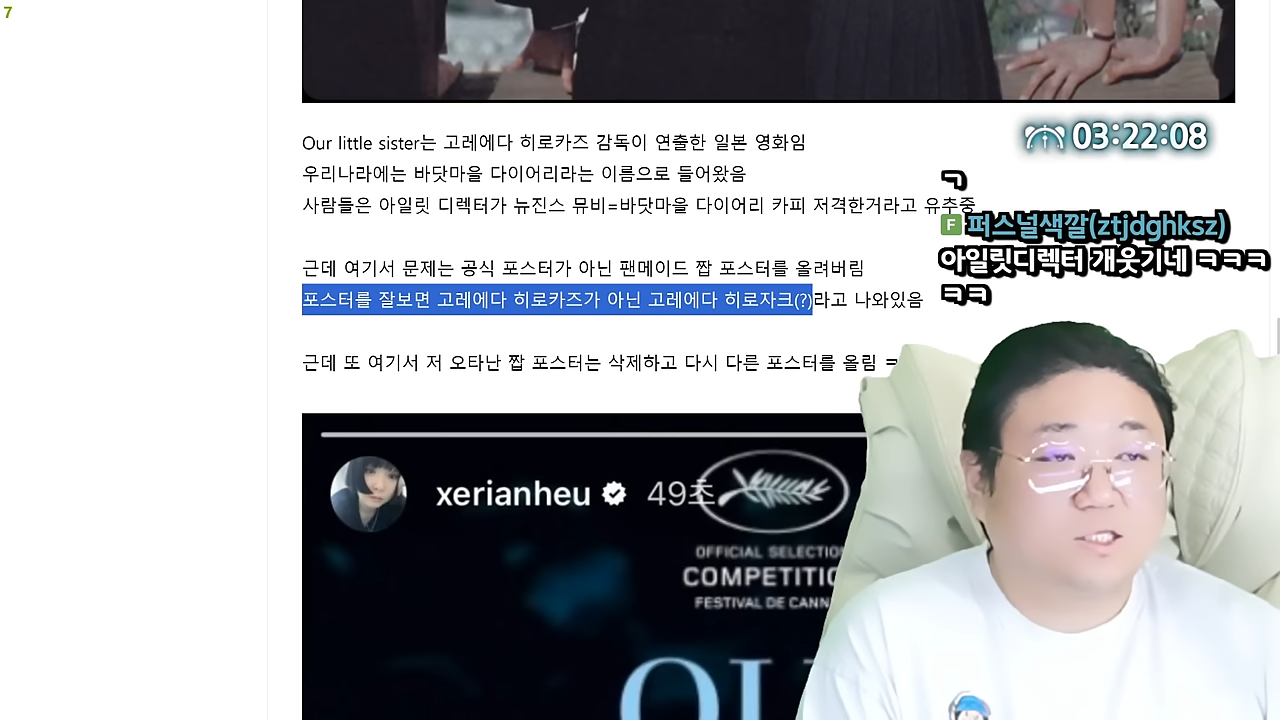 7
Our little sister는 고레에다 히로카즈 감독이 연출한 일본 영화임
우리나라에는 바닷마을 다이어리라는 이름으로 들어왔음
사람들은 아일릿 디렉터가 뉴진스 뮤비=바닷마을 다이어리 카피 저격한거라고 유추중
근데 여기서 문제는 공식 포스터가 아닌 팬메이드 짭 포스터를 올려버림
포스터를 잘보면 고레에다 히로카즈가 아닌 고레에다 히로자크(?)라고 나와있음
근데 또 여기서 저 오타난 짭 포스터는 삭제하고 다시 다른 포스터를 올림 ㅋ
03:22:08
ㄱ
F 퍼스널색깔(ztjdghksz)
아일릿디렉터 개웃기네 ㅋㅋㅋ
ㅋㅋ
xerianheu 49초
OFFICIAL SELECTIO
COMPETITIO
FESTIVAL DE CANN
OU